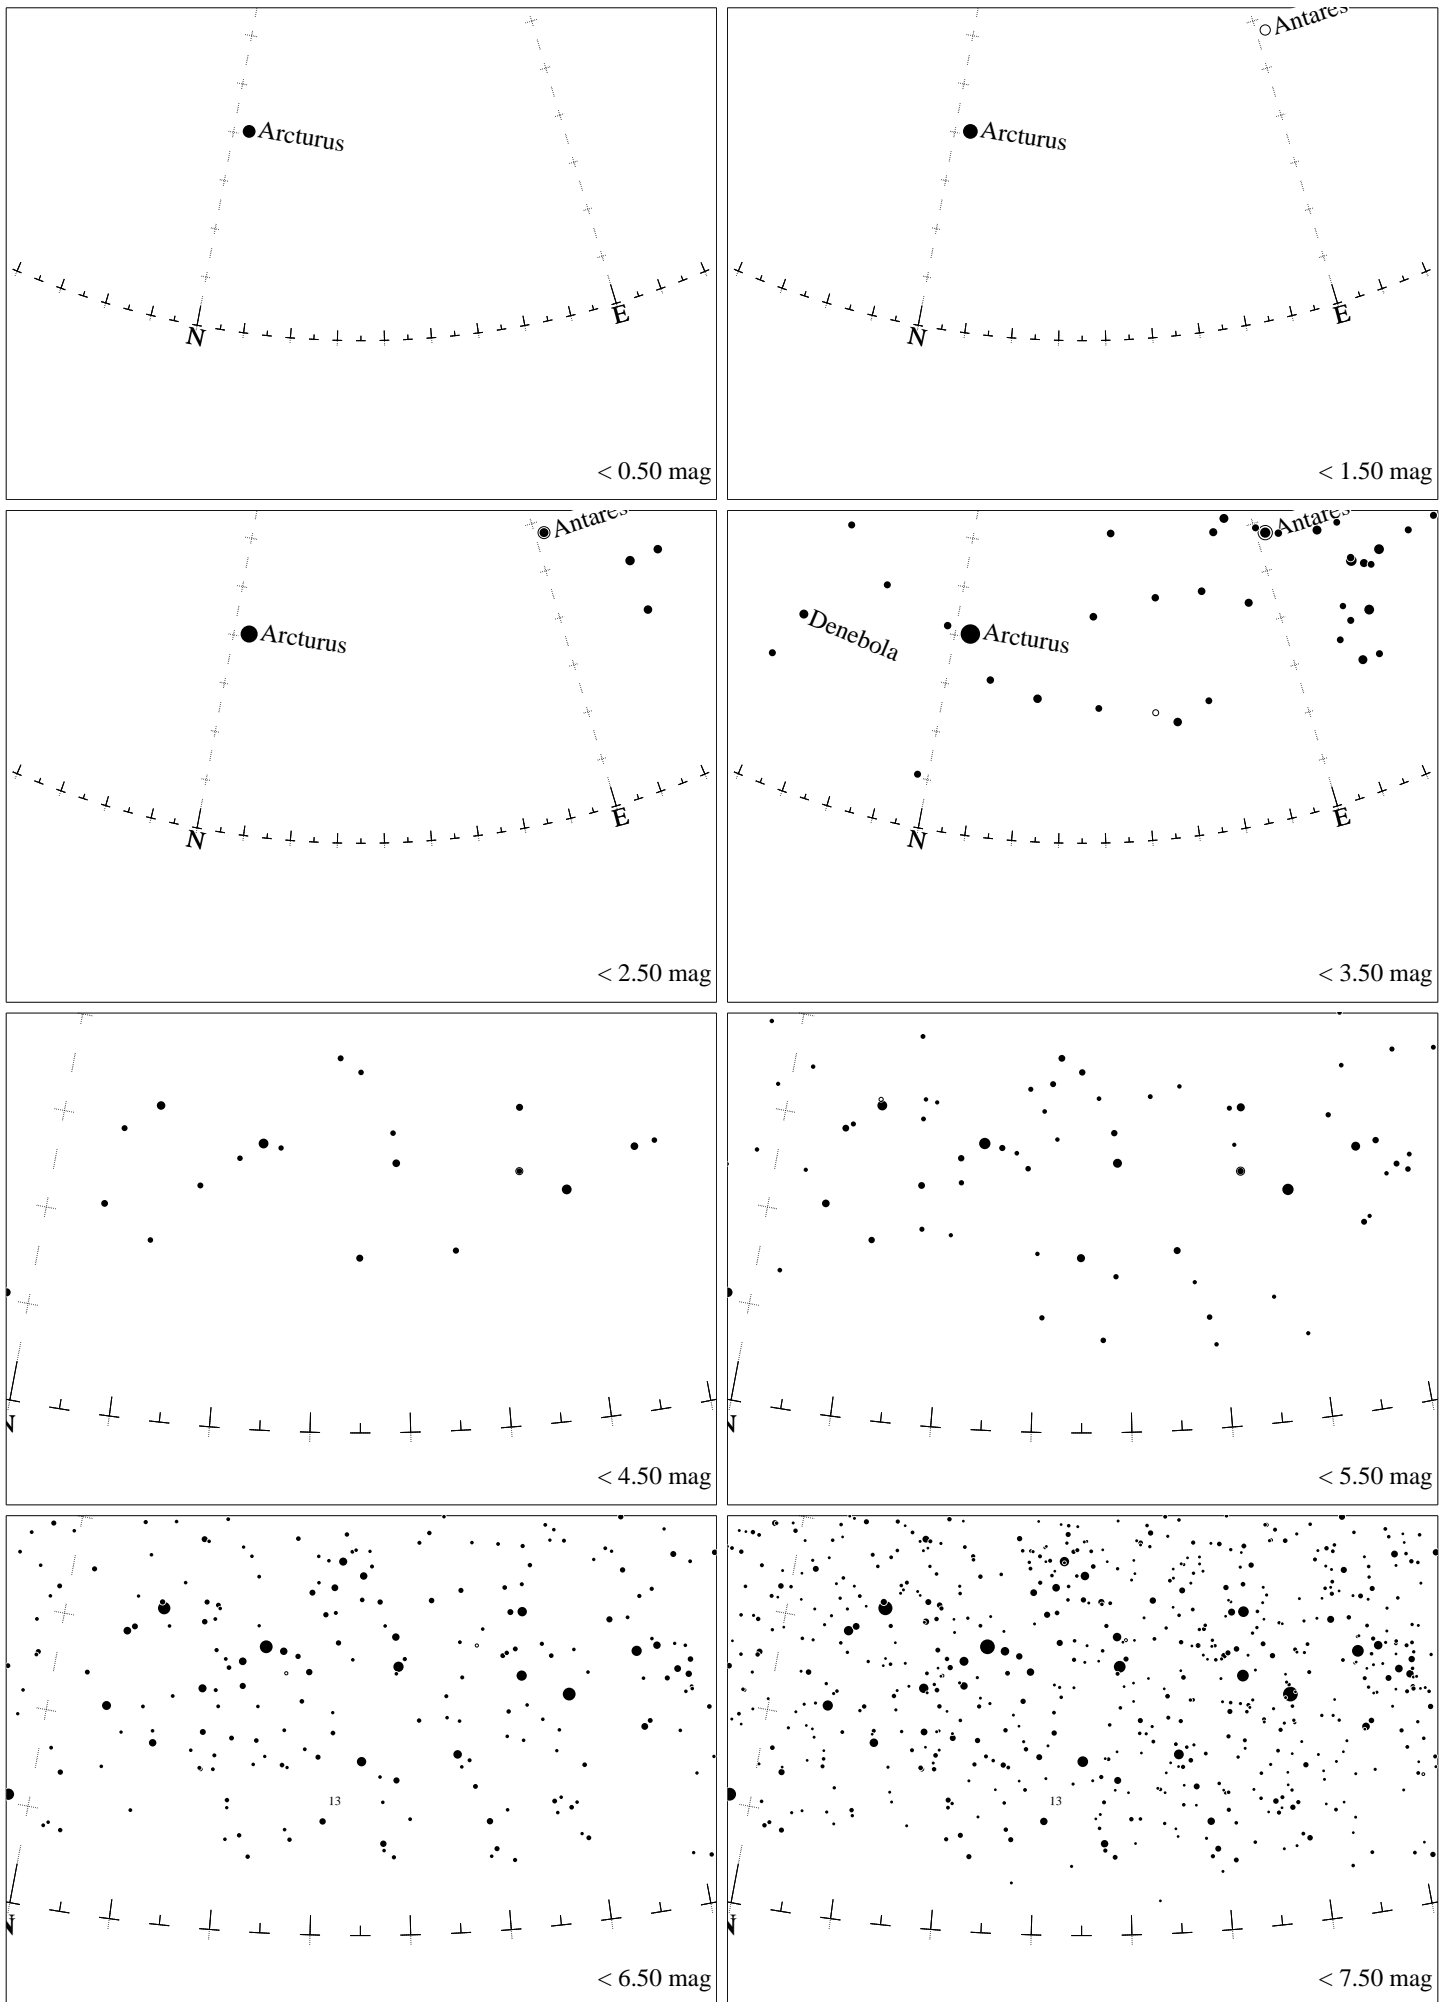 Arcturus
N
E
< 0.50 mag
Antares
Arcturus
N
E
< 1.50 mag
Antares
Arcturus
N
E
< 2.50 mag
Antares
Denebola
Arcturus
N
E
< 3.50 mag
N
< 4.50 mag
N
< 5.50 mag
13
N
< 6.50 mag
13
N
< 7.50 mag